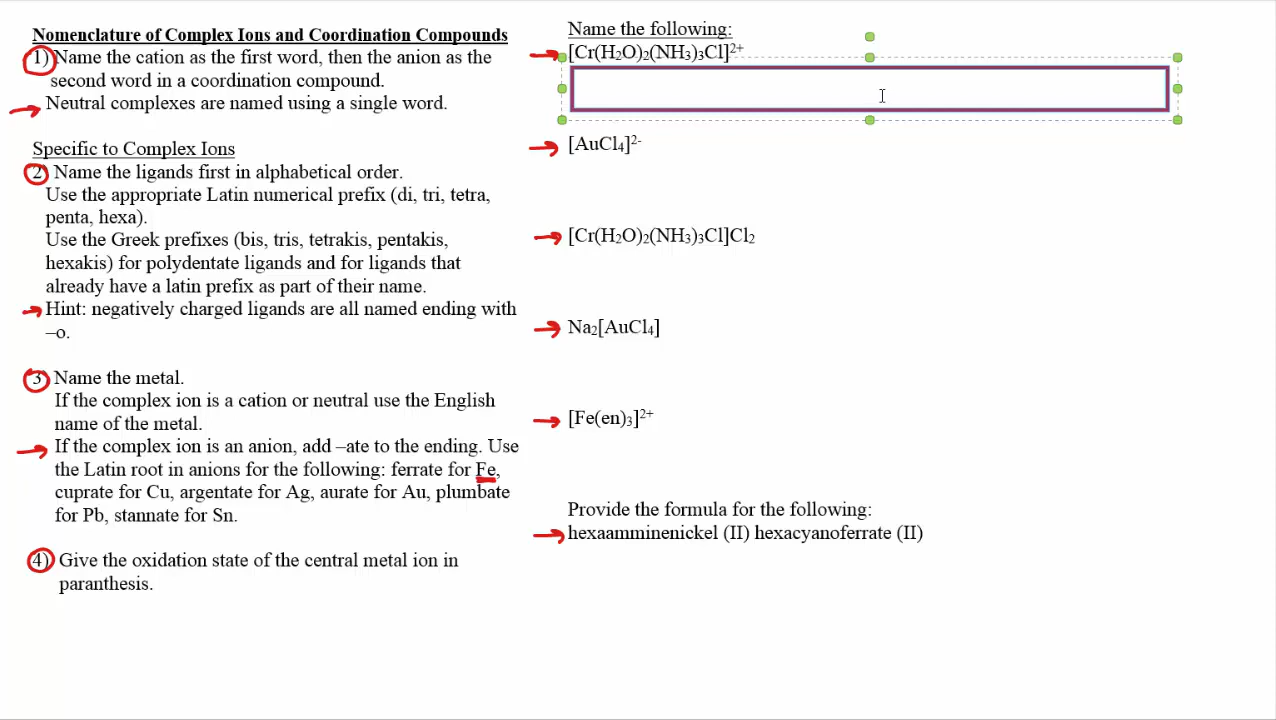 Nomenclature of Complex Ions and Coordination Compounds
1) Name the cation as the first word, then the anion as the
second word in a coordination compound.
Neutral complexes are named using a single word.
Specific to Complex Ions
2) Name the ligands first in alphabetical order.
Use the appropriate Latin numerical prefix (di, tri, tetra,
penta, hexa).
Use the Greek prefixes (bis, tris, tetrakis, pentakis,
hexakis) for polydentate ligands and for ligands that
already have a latin prefix as part of their name.
Hint: negatively charged ligands are all named ending with
–o.
3) Name the metal.
If the complex ion is a cation or neutral use the English
name of the metal.
If the complex ion is an anion, add –ate to the ending. Use
the Latin root in anions for the following: ferrate for Fe,
cuprate for Cu, argentate for Ag, aurate for Au, plumbate
for Pb, stannate for Sn.
4) Give the oxidation state of the central metal ion in
paranthesis.
Name the following:
[Cr(H₂O)₂(NH₃)₃Cl]²⁺
[AuCl₄]²⁻
[Cr(H₂O)₂(NH₃)₃Cl]Cl₂
Na₂[AuCl₄]
[Fe(en)₃]²⁺
Provide the formula for the following:
hexaamminenickel (II) hexacyanoferrate (II)